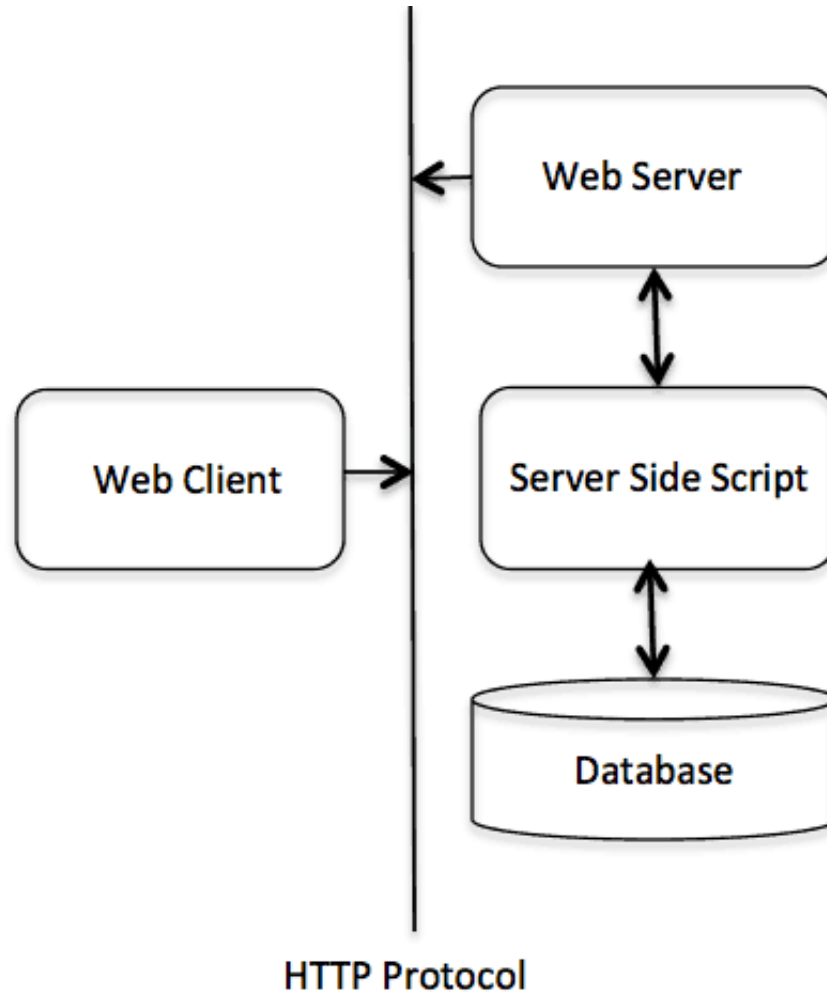 Web Server
Web Client
Server Side Script
Database
HTTP Protocol